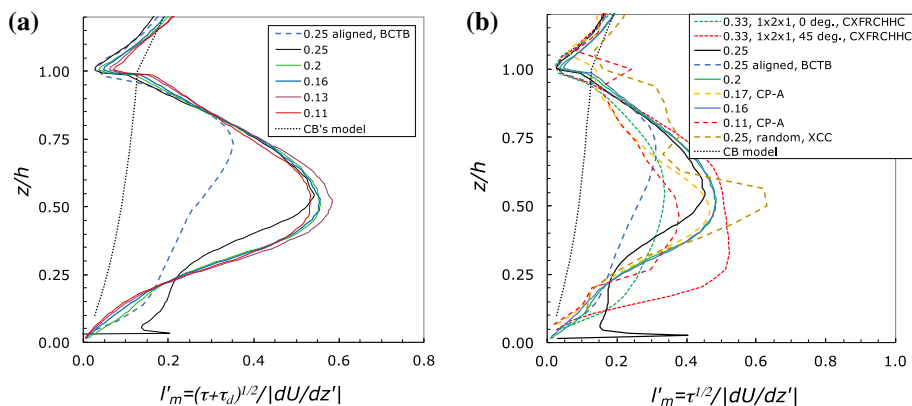 (a)
z/h
1.00
0.75
0.50
0.25
0.00
0.0 0.2 0.4 0.6 0.8
l'm=(τ+τd)1/2/|dU/dz'|
0.25 aligned, BCTB
0.25
0.2
0.16
0.13
0.11
CB's model
(b)
z/h
1.00
0.75
0.50
0.25
0.00
0.0 0.2 0.4 0.6 0.8 1.0
l'm=τ1/2/|dU/dz'|
0.33, 1x2x1, 0 deg., CXFRCHHC
0.33, 1x2x1, 45 deg., CXFRCHHC
0.25
0.25 aligned, BCTB
0.2
0.17, CP-A
0.16
0.11, CP-A
0.25, random, XCC
CB model